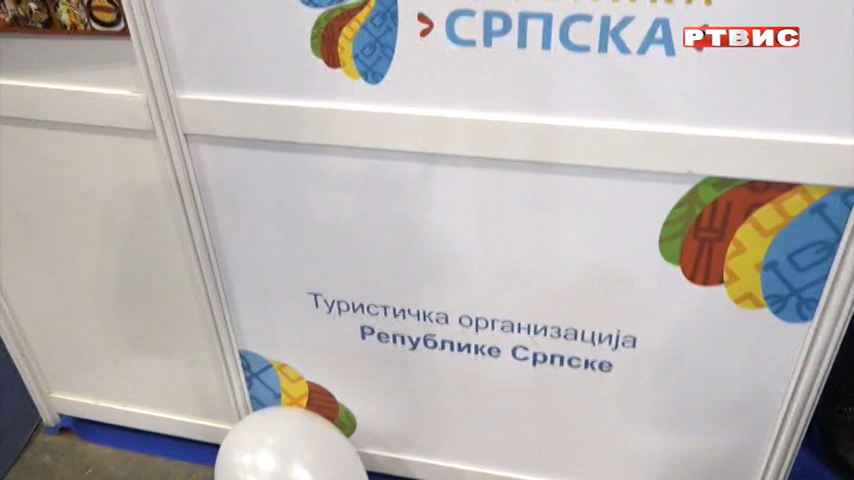 СРПСКА
РТВИС
Туристичка организација
Републике Српске